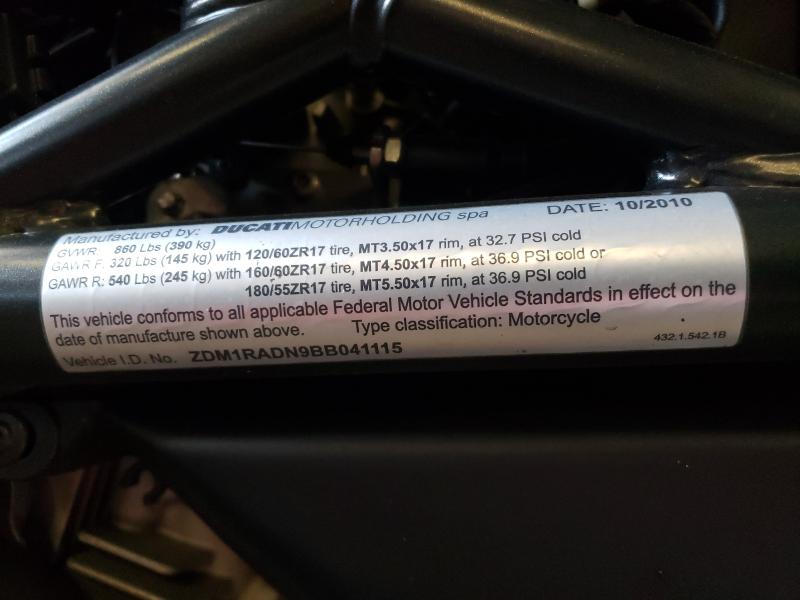 Manufactured by: DUCATIMOTORHOLDING spa DATE: 10/2010
GVWR: 860 Lbs (390 kg)
GAWR F: 320 Lbs (145 kg) with 120/60ZR17 tire, MT3.50x17 rim, at 32.7 PSI cold
GAWR R: 540 Lbs (245 kg) with 160/60ZR17 tire, MT4.50x17 rim, at 36.9 PSI cold or
180/55ZR17 tire, MT5.50x17 rim, at 36.9 PSI cold
This vehicle conforms to all applicable Federal Motor Vehicle Standards in effect on the
date of manufacture shown above. Type classification: Motorcycle
Vehicle I.D. No. ZDM1RADN9BB041115 432.1.542.1B